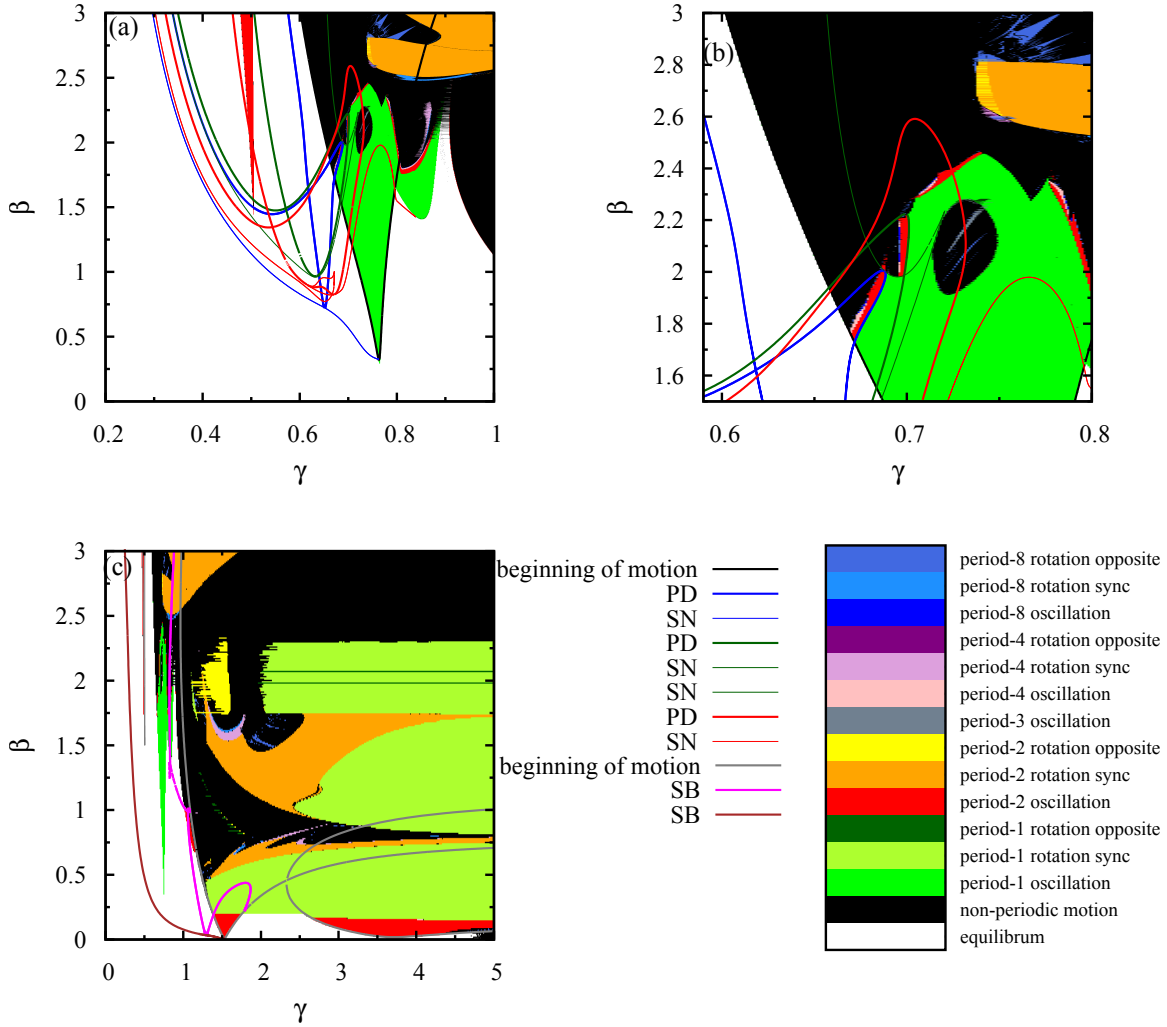 (a)
3
2.5
2
1.5
1
0.5
0
β
0.2
0.4
0.6
0.8
1
γ
(b)
3
2.8
2.6
2.4
2.2
2
1.8
1.6
β
0.6
0.7
0.8
γ
(c)
3
2.5
2
1.5
1
0.5
0
β
0
1
2
3
4
5
γ
beginning of motion
PD
SN
PD
SN
SN
PD
SN
beginning of motion
SB
SB
period-8 rotation opposite
period-8 rotation sync
period-8 oscillation
period-4 rotation opposite
period-4 rotation sync
period-4 oscillation
period-3 oscillation
period-2 rotation opposite
period-2 rotation sync
period-2 oscillation
period-1 rotation opposite
period-1 rotation sync
period-1 oscillation
non-periodic motion
equilibrum